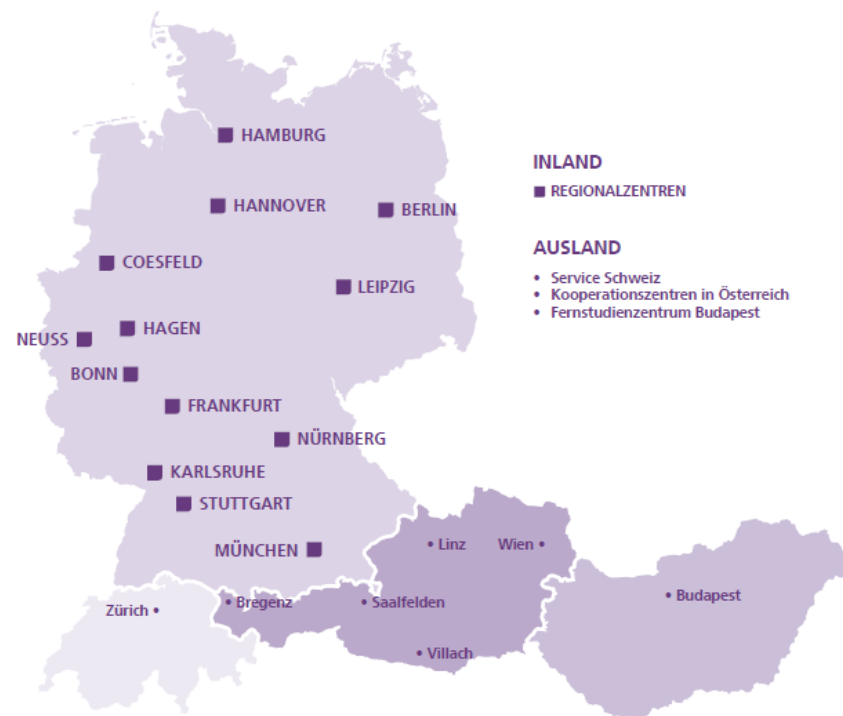 HAMBURG
HANNOVER
BERLIN
COESFELD
LEIPZIG
HAGEN
NEUSS
BONN
FRANKFURT
NÜRNBERG
KARLSRUHE
STUTTGART
MÜNCHEN
Linz
Wien
Zürich •
• Bregenz
• Saalfelden
• Budapest
• Villach
INLAND
REGIONALZENTREN
AUSLAND
• Service Schweiz
• Kooperationszentren in Österreich
• Fernstudienzentrum Budapest